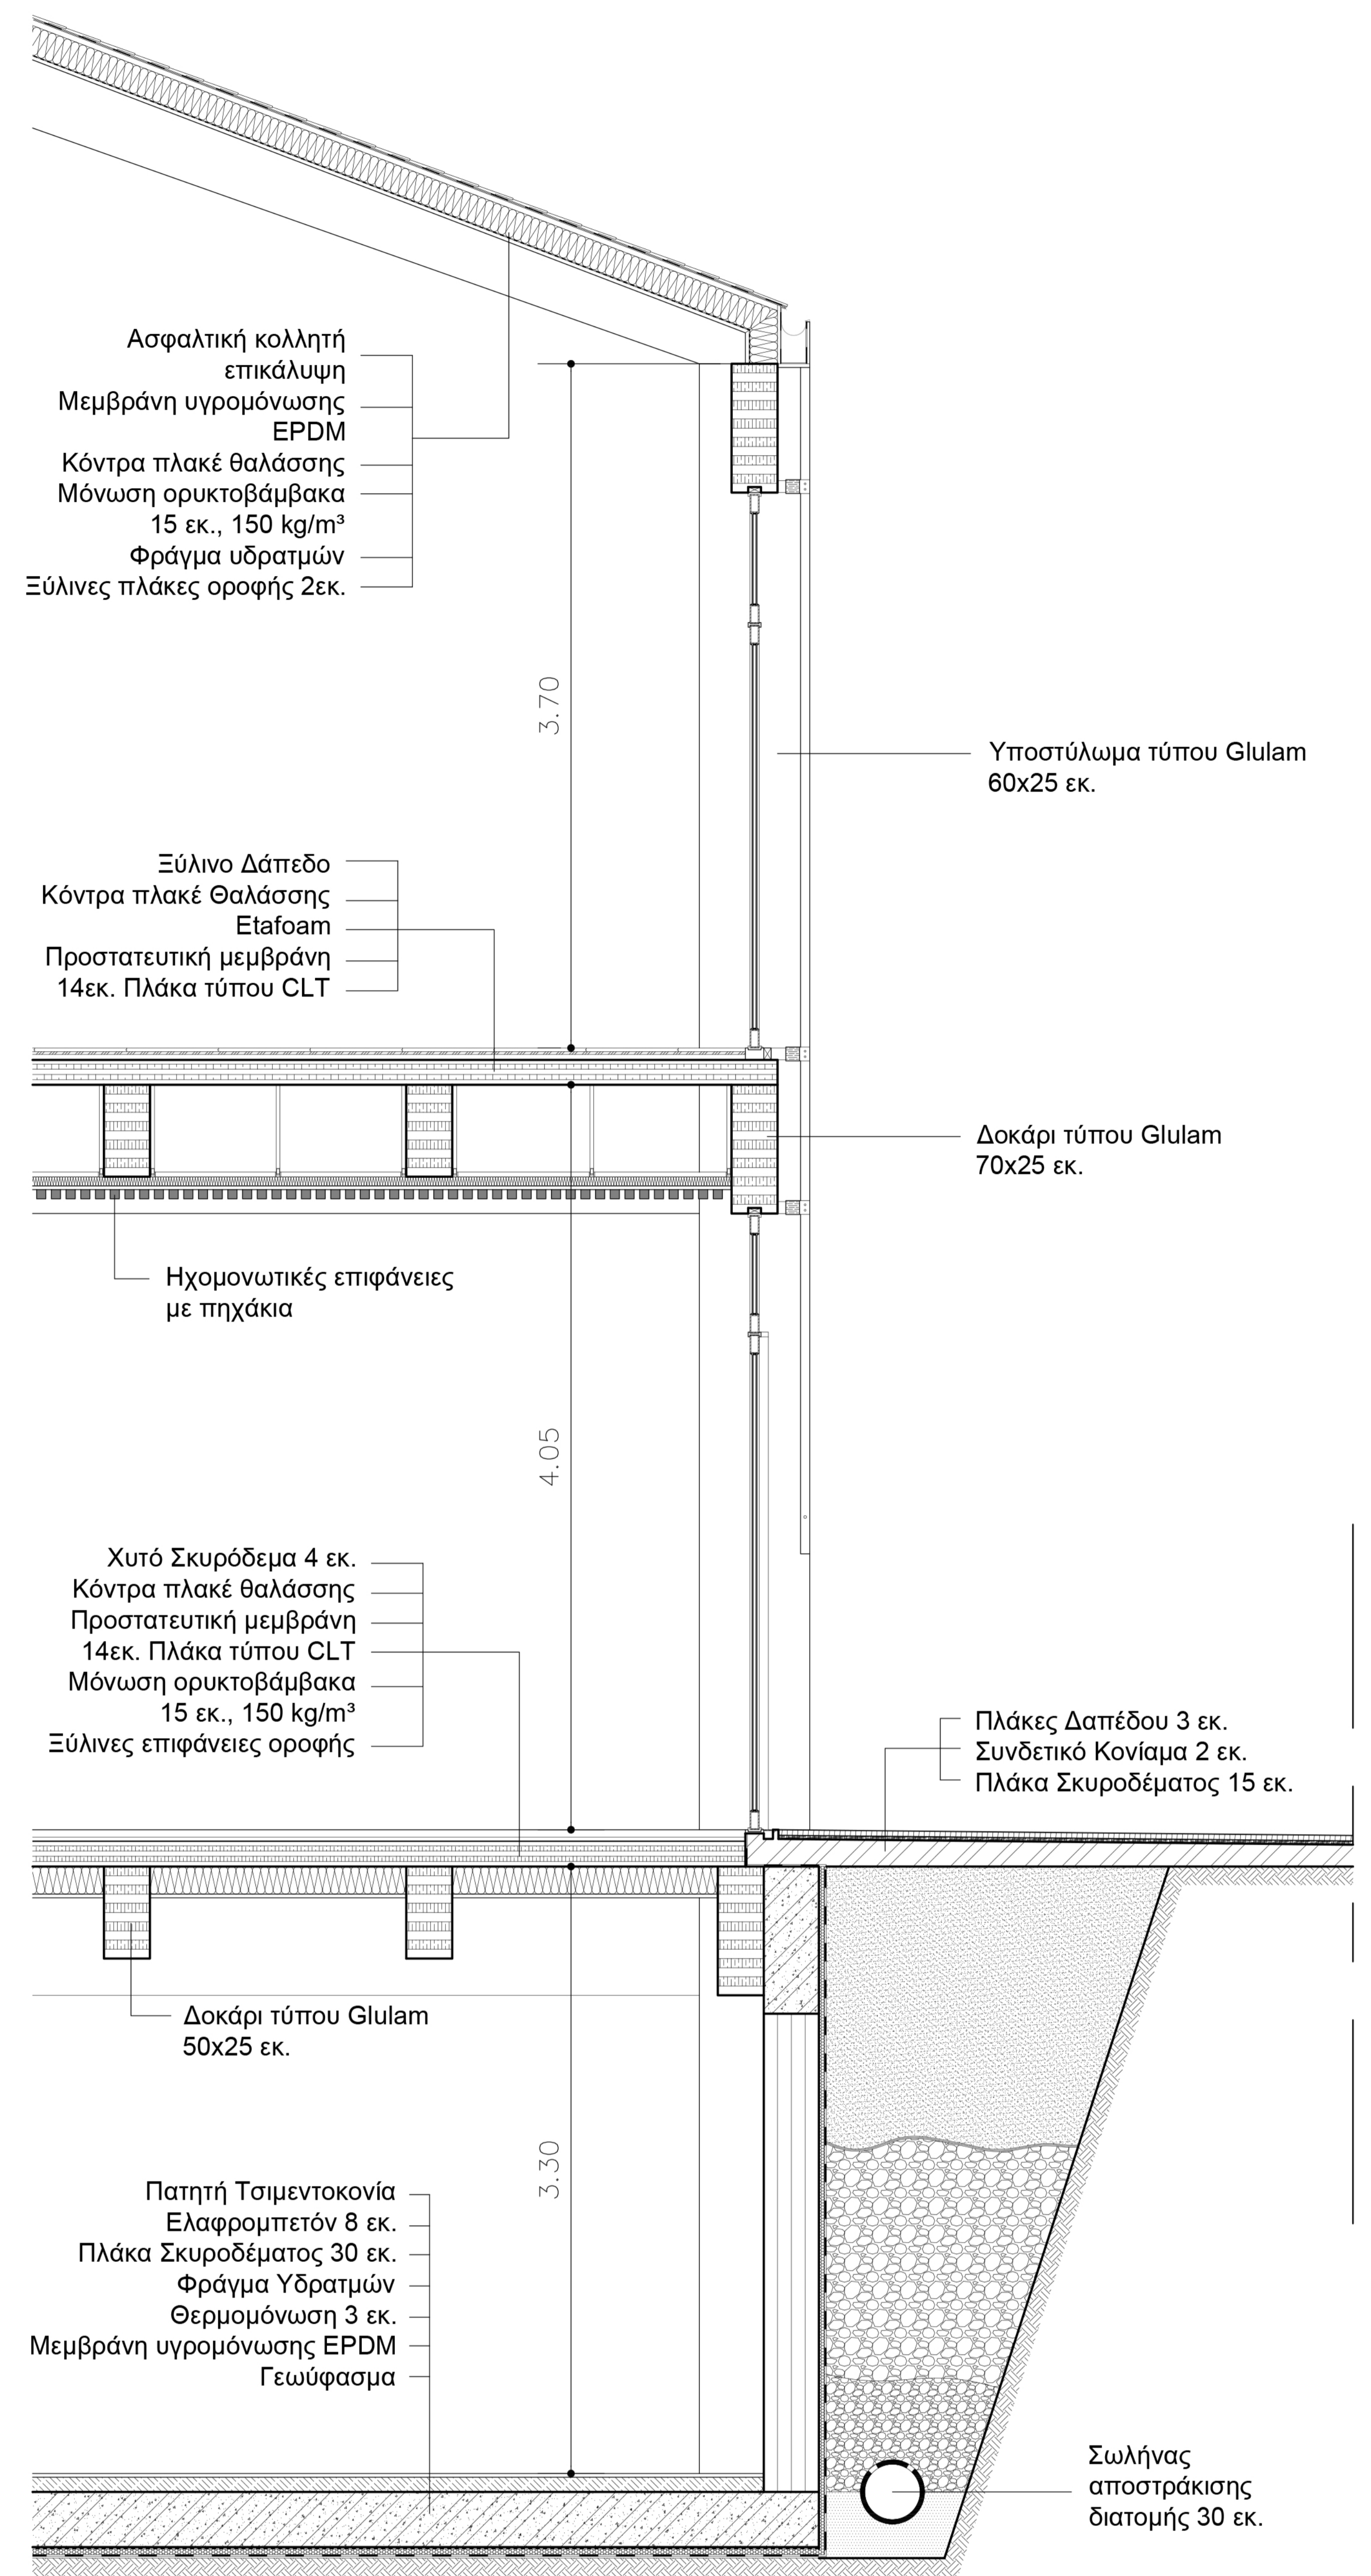 Ασφαλτική κολλητή
επικάλυψη
Μεμβράνη υγρομόνωσης
EPDM
Κόντρα πλακέ θαλάσσης
Μόνωση ορυκτοβάμβακα
15 εκ., 150 kg/m³
Φράγμα υδρατμών
Ξύλινες πλάκες οροφής 2εκ.
3.70
Υποστύλωμα τύπου Glulam
60x25 εκ.
Ξύλινο Δάπεδο
Κόντρα πλακέ Θαλάσσης
Etafoam
Προστατευτική μεμβράνη
14εκ. Πλάκα τύπου CLT
Δοκάρι τύπου Glulam
70x25 εκ.
Ηχομονωτικές επιφάνειες
με πηχάκια
4.05
Χυτό Σκυρόδεμα 4 εκ.
Κόντρα πλακέ θαλάσσης
Προστατευτική μεμβράνη
14εκ. Πλάκα τύπου CLT
Μόνωση ορυκτοβάμβακα
15 εκ., 150 kg/m³
Ξύλινες επιφάνειες οροφής
Πλάκες Δαπέδου 3 εκ.
Συνδετικό Κονίαμα 2 εκ.
Πλάκα Σκυροδέματος 15 εκ.
Δοκάρι τύπου Glulam
50x25 εκ.
3.30
Πατητή Τσιμεντοκονία
Ελαφρομπετόν 8 εκ.
Πλάκα Σκυροδέματος 30 εκ.
Φράγμα Υδρατμών
Θερμομόνωση 3 εκ.
Μεμβράνη υγρομόνωσης EPDM
Γεωύφασμα
Σωλήνας
αποστράκισης
διατομής 30 εκ.